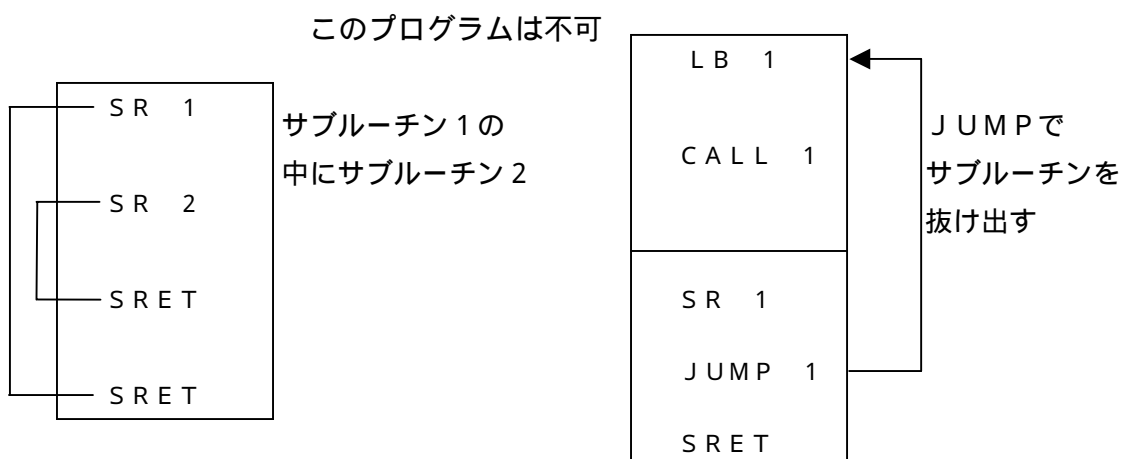 このプログラムは不可
SR 1
SR 2
SRET
SRET
サブルーチン1の
中にサブルーチン2
LB 1
CALL 1
SR 1
JUMP 1
SRET
JUMPで
サブルーチンを
抜け出す